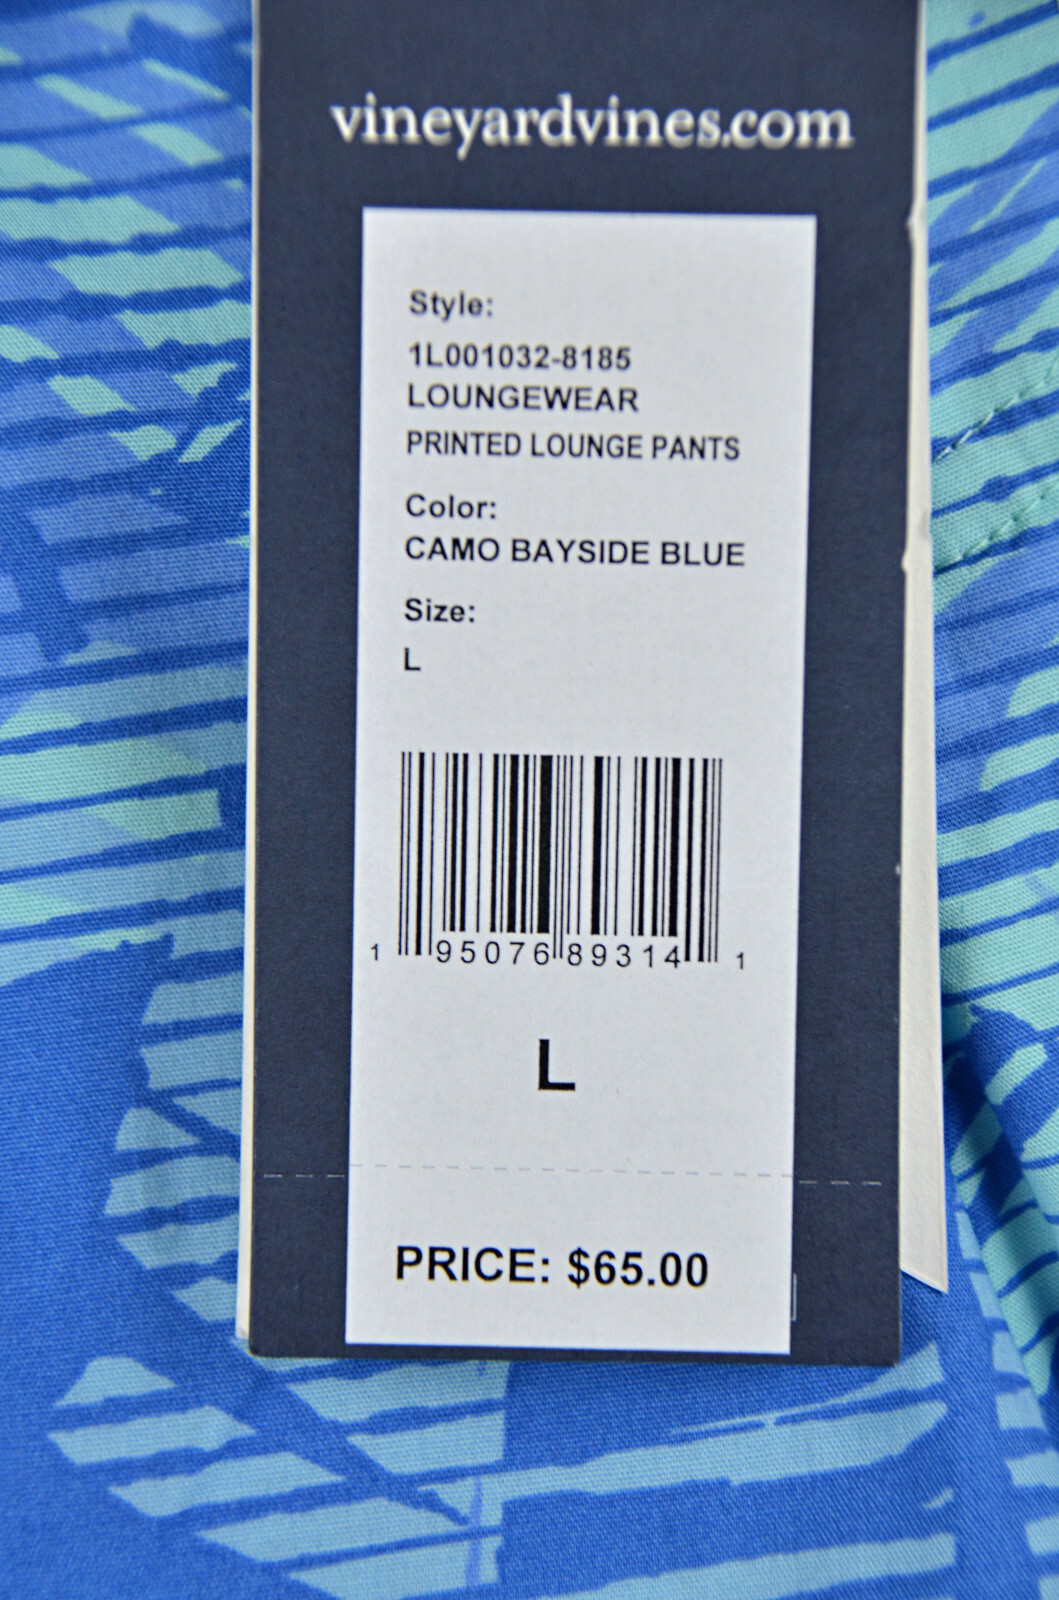 vineyardvines.com
Style:
1L001032-8185
LOUNGEWEAR
PRINTED LOUNGE PANTS
Color:
CAMO BAYSIDE BLUE
Size:
L
1 95076 89314 1
L
PRICE: $65.00